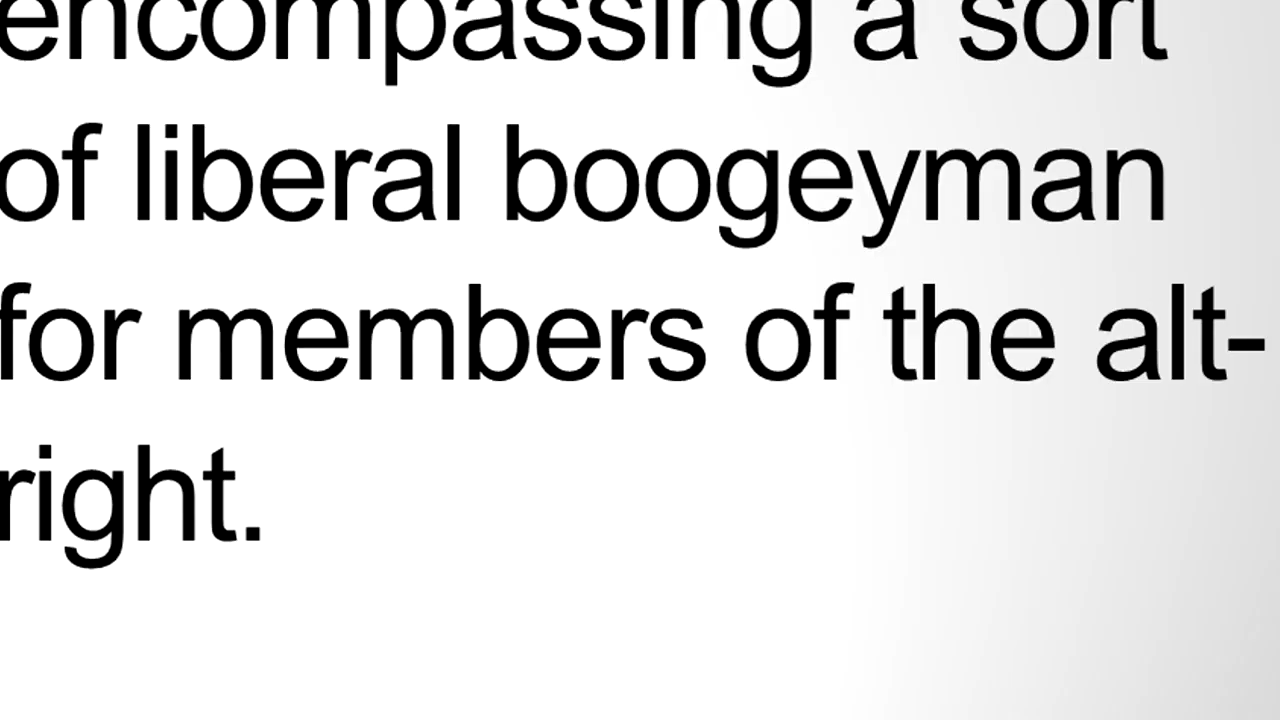 encompassing a sort
of liberal boogeyman
for members of the alt-
right.